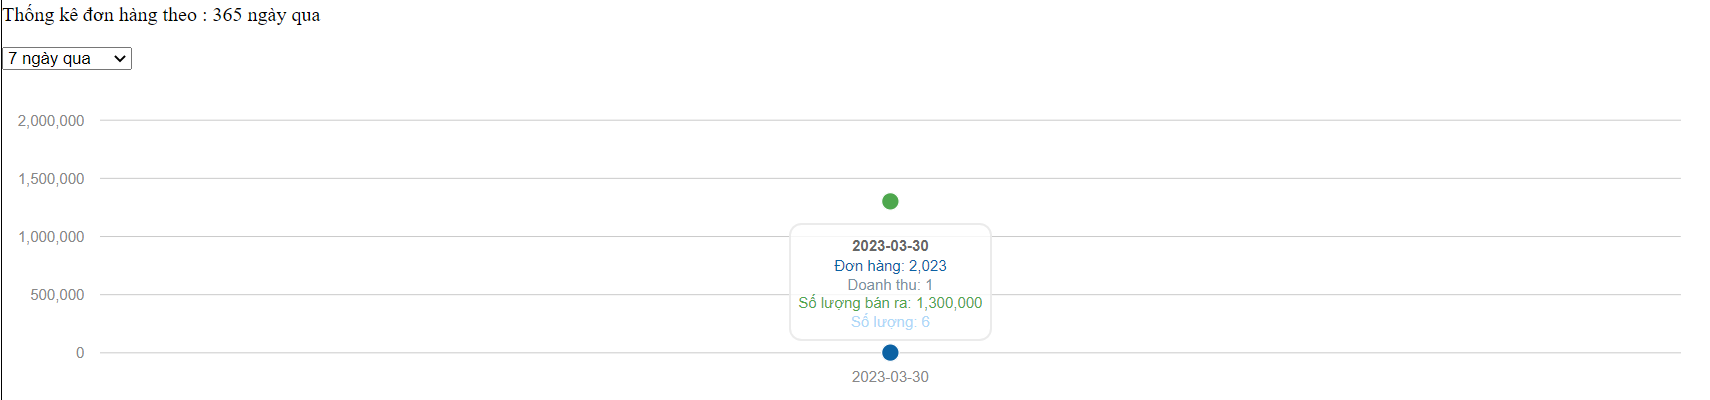 Thống kê đơn hàng theo : 365 ngày qua
7 ngày qua
2,000,000
1,500,000
1,000,000
500,000
0
2023-03-30
Đơn hàng: 2,023
Doanh thu: 1
Số lượng bán ra: 1,300,000
Số lượng: 6
2023-03-30